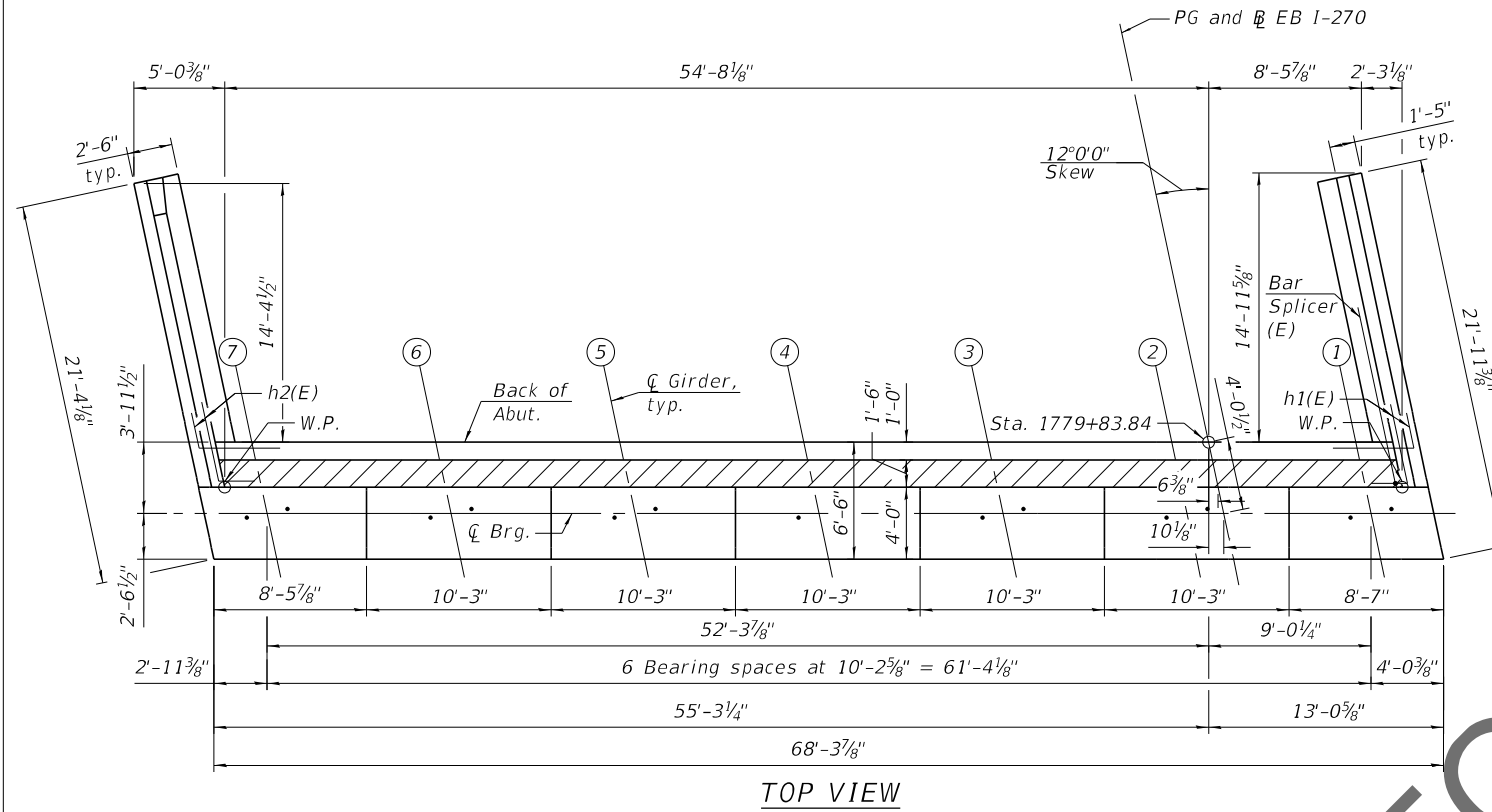 PG and ℄ EB I-270
5'-0⅜"
54'-8⅛"
8'-5⅞"
2'-3⅛"
2'-6"
typ.
1'-5"
typ.
12°0'0"
Skew
14'-4½"
14'-11⅝"
Bar
Splicer
(E)
21'-4⅛"
21'-11⅜"
3'-11½"
7
6
5
4
3
2
1
h2(E)
W.P.
Back of
Abut.
℄ Girder,
typ.
1'-6"
1'-0"
Sta. 1779+83.84
4'-0½"
h1(E)
W.P.
6⅜"
10⅛"
6'-6"
4'-0"
℄ Brg.
2'-6½"
8'-5⅞"
10'-3"
10'-3"
10'-3"
10'-3"
10'-3"
8'-7"
52'-3⅞"
9'-0¼"
2'-11⅜"
6 Bearing spaces at 10'-2⅝" = 61'-4⅛"
4'-0⅜"
55'-3¼"
13'-0⅝"
68'-3⅞"
TOP VIEW